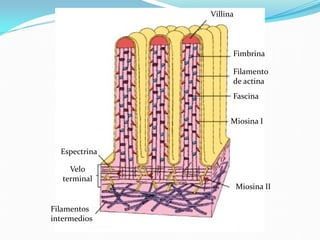 Villina
Fimbrina
Filamento
de actina
Fascina
Miosina I
Espectrina
Velo
terminal
Miosina II
Filamentos
intermedios